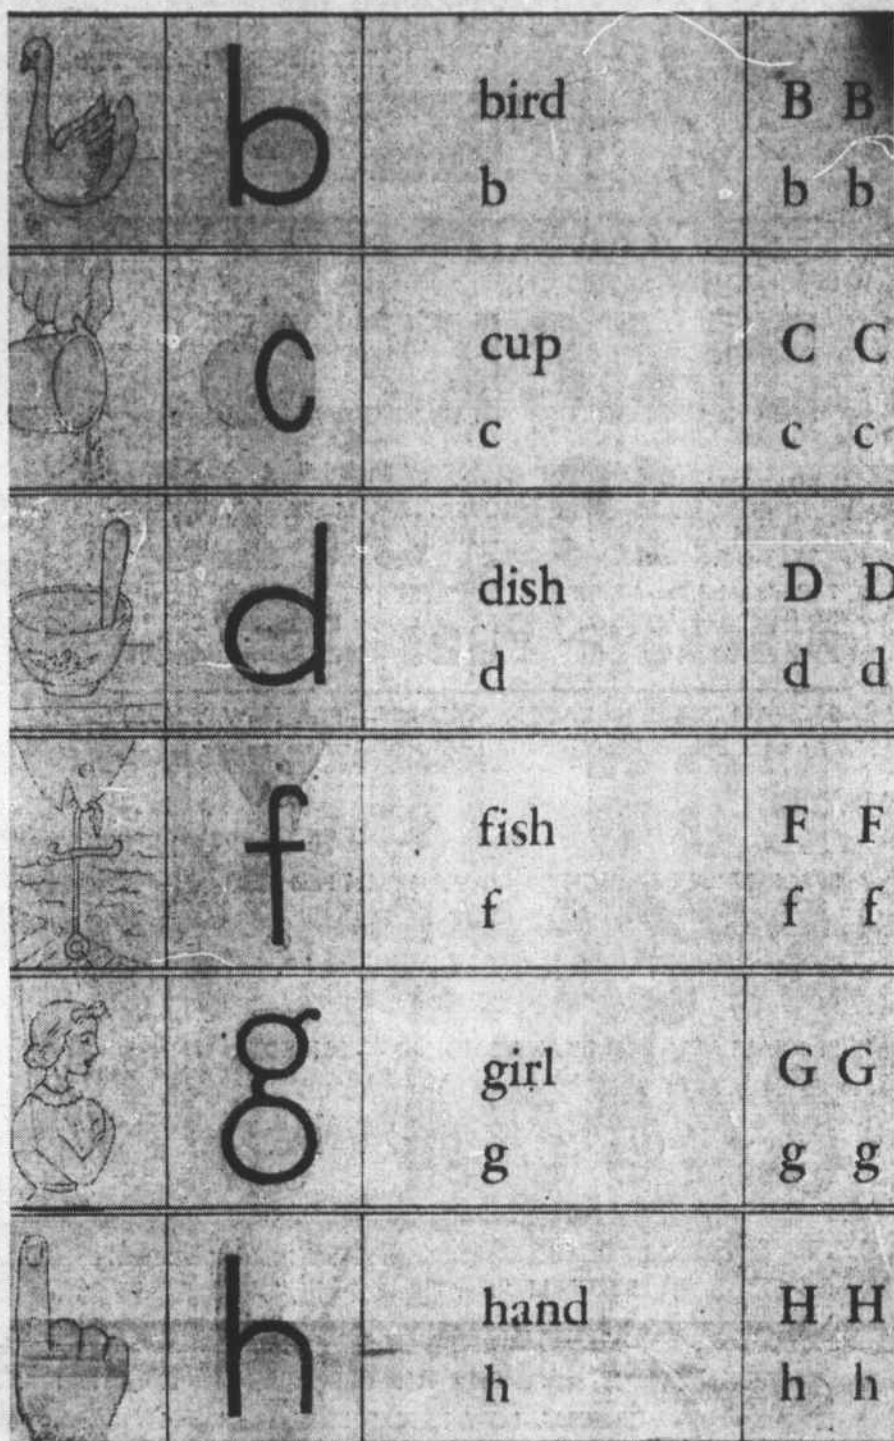 b bird B B
b b b
c cup C C
c c c
d dish D D
d d d
f fish F F
f f f
g girl G G
g g g
h hand H H
h h h